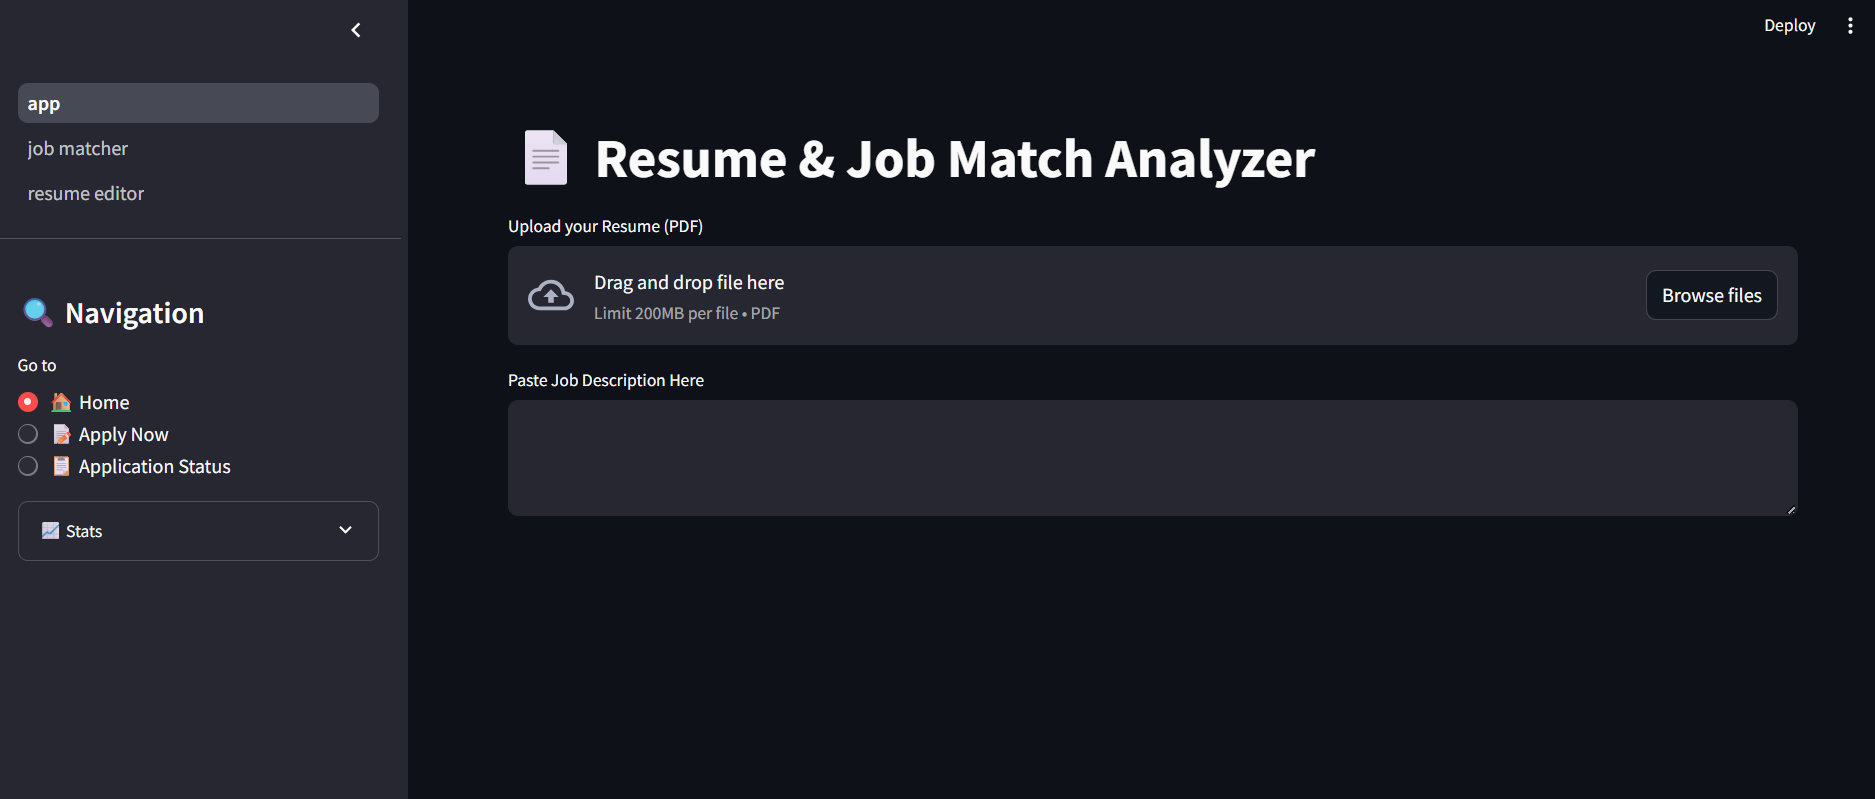 Deploy
app
job matcher
resume editor
Navigation
Go to
Home
Apply Now
Application Status
Stats
Resume & Job Match Analyzer
Upload your Resume (PDF)
Drag and drop file here
Limit 200MB per file • PDF
Browse files
Paste Job Description Here